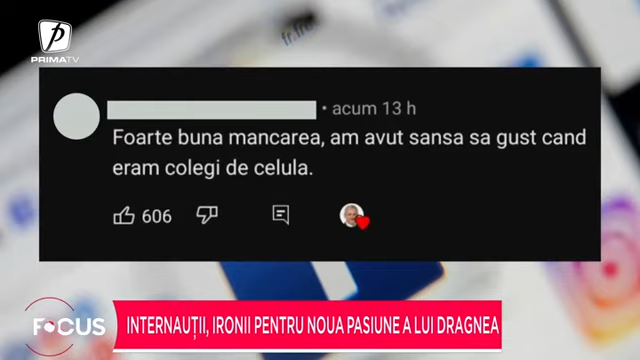 PRIMATV
• acum 13 h
Foarte buna mancarea, am avut sansa sa gust cand
eram colegi de celula.
606
FOCUS
INTERNAUȚII, IRONII PENTRU NOUA PASIUNE A LUI DRAGNEA